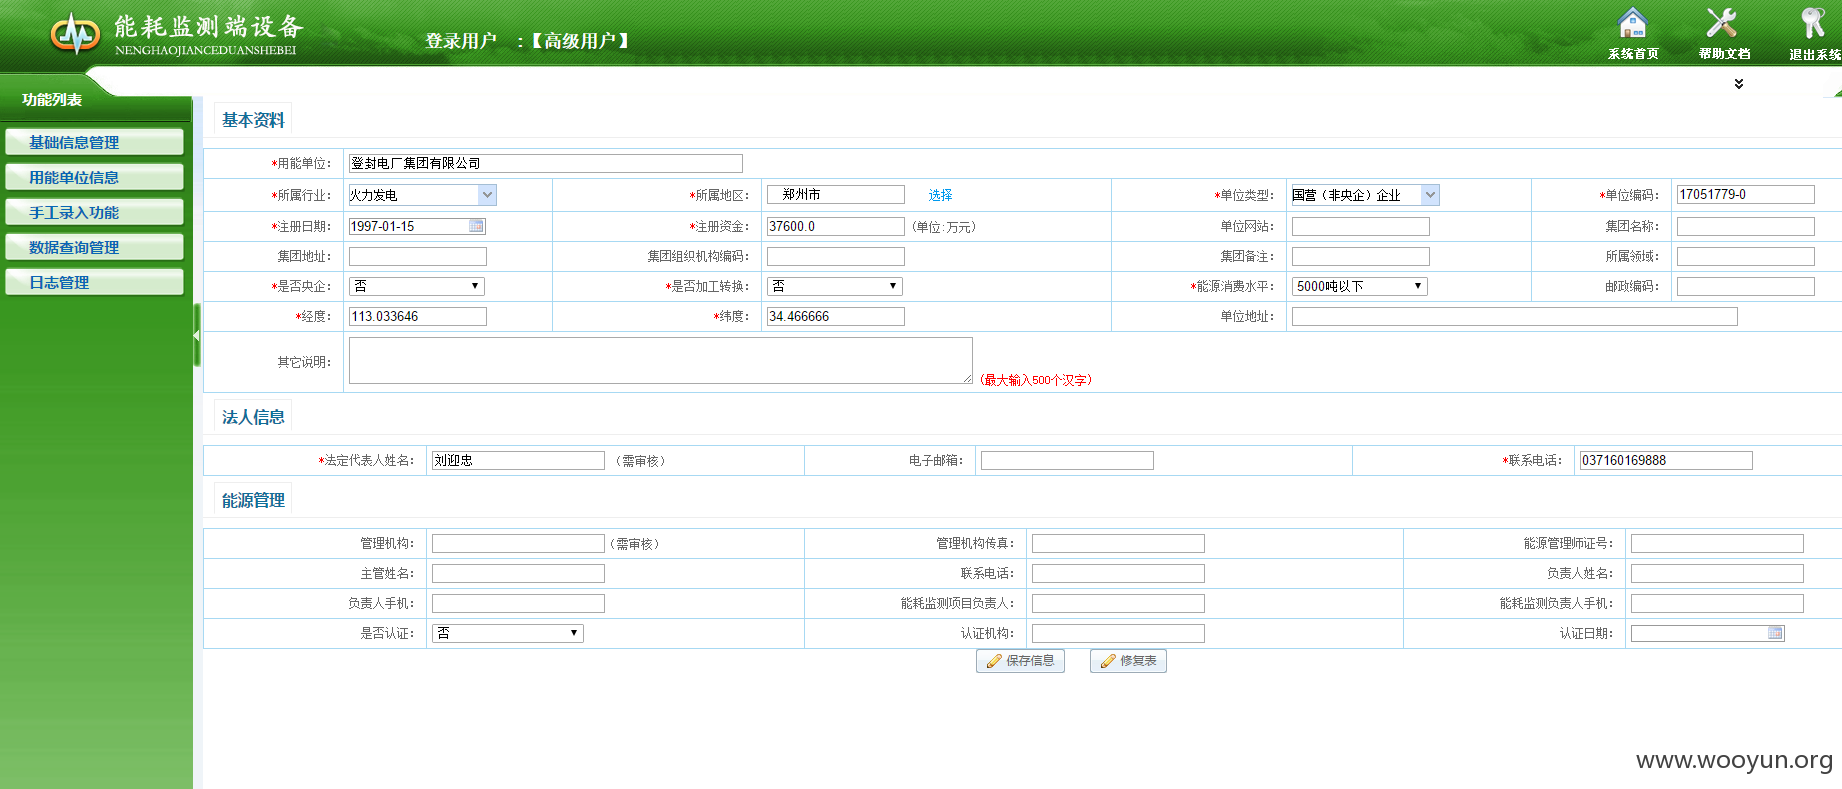 能耗监测端设备
NENGHAOJIANCEDUANSHEBEI
登录用户 :【高级用户】
系统首页 帮助文档 退出系统
功能列表
基础信息管理
用能单位信息
手工录入功能
数据查询管理
日志管理
基本资料
*用能单位: 登封电厂集团有限公司
*所属行业: 火力发电 *所属地区: 郑州市 选择 *单位类型: 国营（非央企）企业 *单位编码: 17051779-0
*注册日期: 1997-01-15 *注册资金: 37600.0 (单位:万元) 单位网站: 集团名称:
集团地址: 集团组织机构编码: 集团备注: 所属领域:
*是否央企: 否 *是否加工转换: 否 *能源消费水平: 5000吨以下 邮政编码:
*经度: 113.033646 *纬度: 34.466666 单位地址:
其它说明: (最大输入500个汉字)
法人信息
*法定代表人姓名: 刘迎忠 (需审核) 电子邮箱: *联系电话: 037160169888
能源管理
管理机构: (需审核) 管理机构传真: 能源管理师证号:
主管姓名: 联系电话: 负责人姓名:
负责人手机: 能耗监测项目负责人: 能耗监测负责人手机:
是否认证: 否 认证机构: 认证日期:
保存信息 修复表
www.wooyun.org